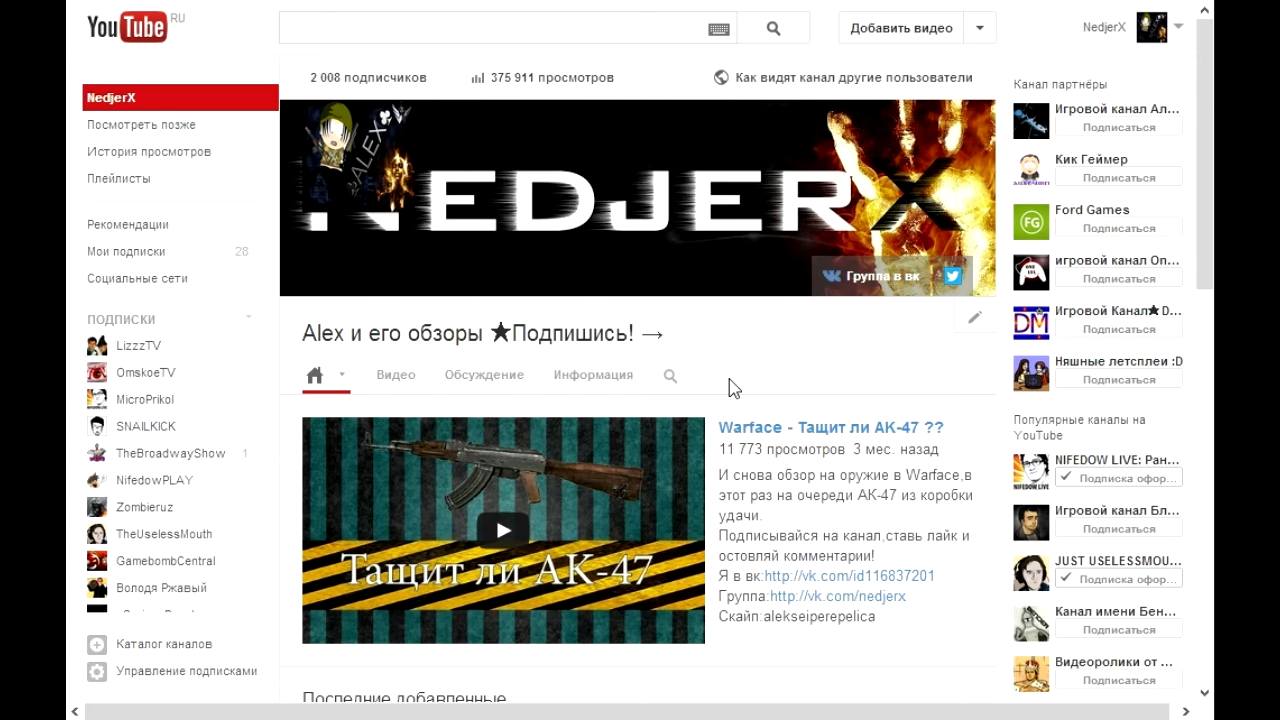 YouTube RU
Добавить видео
NedjerX
2 008 подписчиков
375 911 просмотров
Как видят канал другие пользователи
NedjerX
Посмотреть позже
История просмотров
Плейлисты
Рекомендации
Мои подписки 28
Социальные сети
ПОДПИСКИ
LizzzTV
OmskoeTV
MicroPrikol
SNAILKICK
TheBroadwayShow 1
NifedowPLAY
Zombieruz
TheUselessMouth
GamebombCentral
Володя Ржавый
Каталог каналов
Управление подписками
ALEX
NEDJERX
Группа в вк
Alex и его обзоры ★Подпишись! →
Видео
Обсуждение
Информация
Тащит ли АК-47
Warface - Тащит ли АК-47 ??
11 773 просмотров 3 мес. назад
И снова обзор на оружие в Warface,в
этот раз на очереди АК-47 из коробки
удачи.
Подписывайся на канал,ставь лайк и
остовляй комментарии!
Я в вк:http://vk.com/id116837201
Группа:http://vk.com/nedjerx
Скайп:alekseiperepelica
Последние добавленные
Канал партнёры
Игровой канал Ал...
Подписаться
Кик Геймер
Подписаться
Ford Games
FG
Подписаться
игровой канал Оп...
Подписаться
Игровой Канал★D...
DM
Подписаться
Няшные летсплеи :D
Подписаться
Популярные каналы на
YouTube
NIFEDOW LIVE: Ран...
NIFEDOW LIVE
Подписка офор...
Игровой канал Бл...
Подписаться
JUST USELESSMOU...
Подписка офор...
Канал имени Бен...
Подписаться
Видеоролики от ...
Подписаться